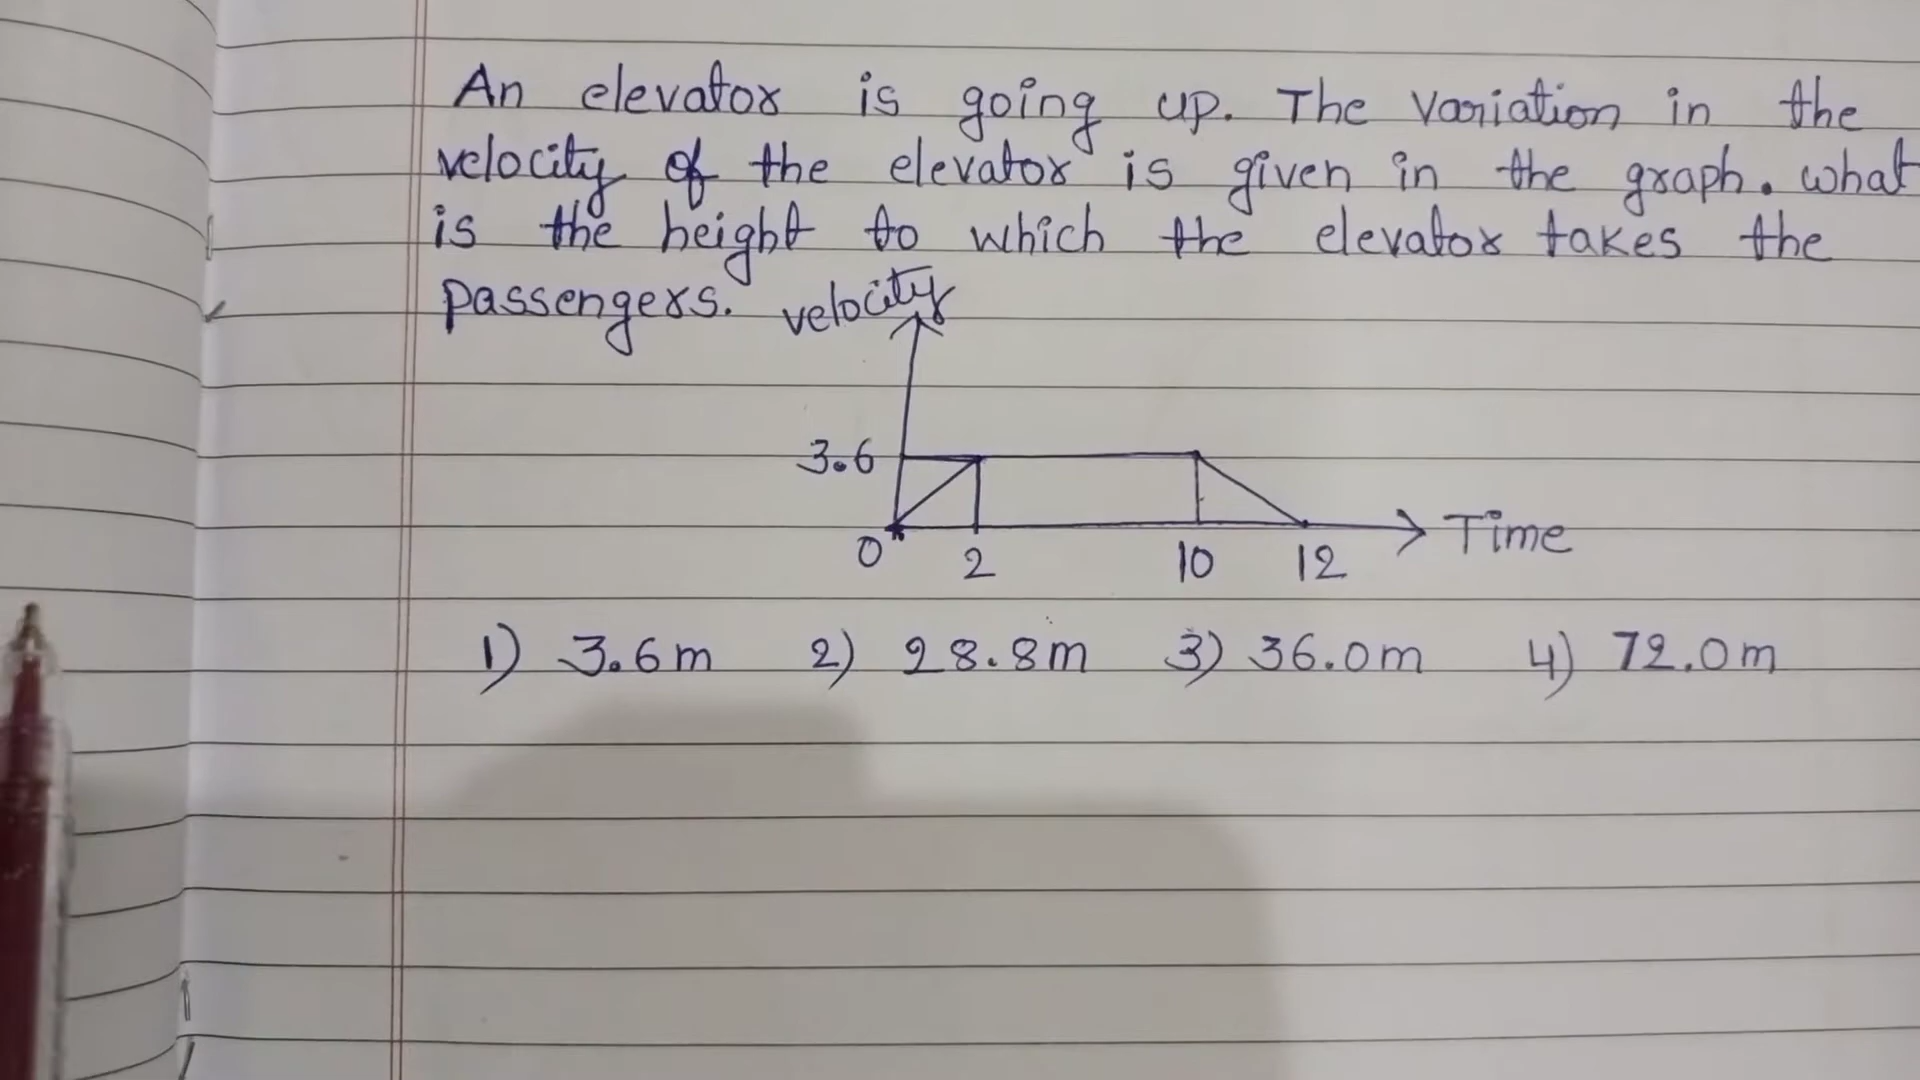 An elevator is going up. The variation in the
velocity of the elevator is given in the graph. what
is the height to which the elevator takes the
passengers.
velocity
3.6
0 2 10 12 Time
1) 3.6m 2) 28.8m 3) 36.0m 4) 72.0m